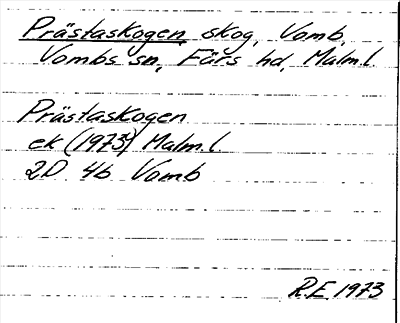 Prästaskogen, skog, Vomb,
Vombs sn, Färs hd, Malm.l.
Prästaskogen
ek (1973) Malm.l.
2D 4b Vomb
R.E. 1973